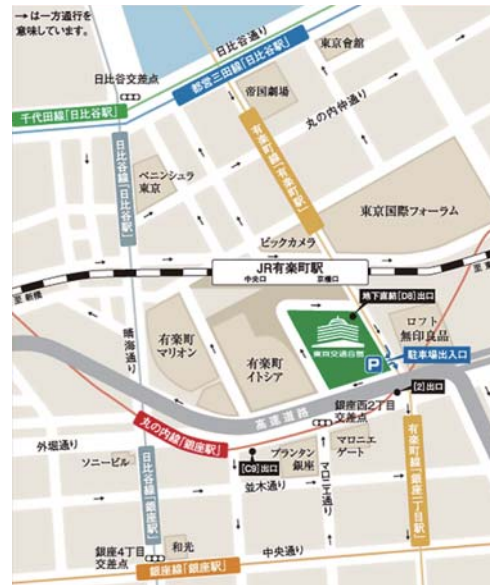 →は一方通行を
意味しています。
日比谷通り
東京會館
日比谷交差点
都営三田線「日比谷駅」
帝国劇場
千代田線「日比谷駅」
丸の内仲通り
日比谷線「日比谷駅」
有楽町線「有楽町駅」
ペニンシュラ
東京
東京国際フォーラム
ビックカメラ
JR有楽町駅
中央口
京橋口
至 新橋
至
地下直結[D8]出口
晴海通り
有楽町
マリオン
有楽町
イトシア
東京交通会館
ロフト
無印良品
P
駐車場出入口
[2]出口
高速道路
丸の内線「銀座駅」
銀座西2丁目
交差点
外堀通り
ソニービル
[C9]出口
プランタン
銀座
マロニエ
ゲート
並木通り
マロニエ通り
日比谷線「銀座駅」
有楽町線「銀座一丁目駅」
銀座4丁目
交差点
和光
中央通り
銀座線「銀座駅」